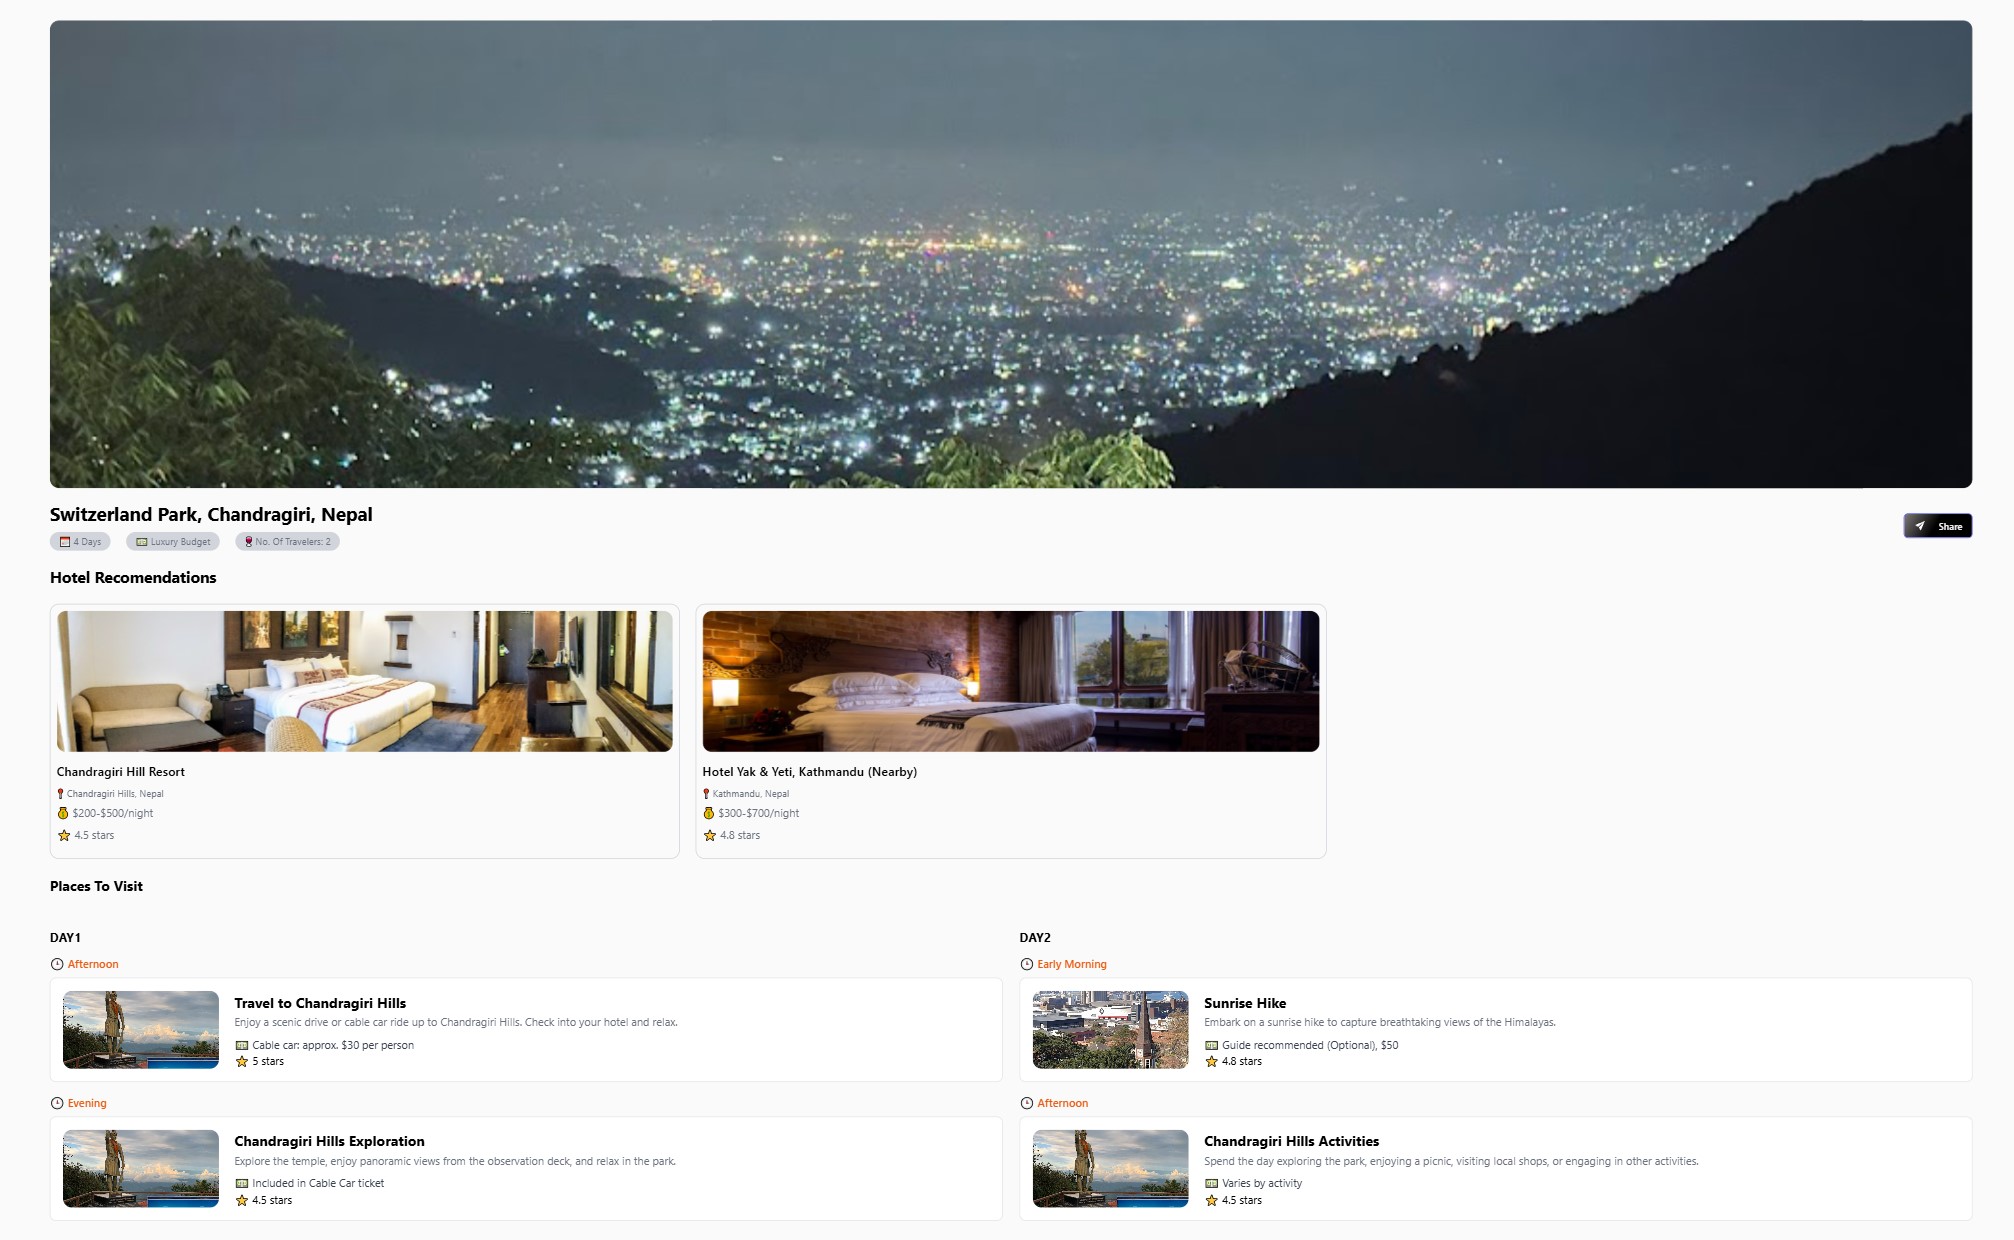 Switzerland Park, Chandragiri, Nepal
4 Days
Luxury Budget
No. Of Travelers: 2
Share
Hotel Recomendations
Chandragiri Hill Resort
Chandragiri Hills, Nepal
$200-$500/night
4.5 stars
Hotel Yak & Yeti, Kathmandu (Nearby)
Kathmandu, Nepal
$300-$700/night
4.8 stars
Places To Visit
DAY1
Afternoon
Travel to Chandragiri Hills
Enjoy a scenic drive or cable car ride up to Chandragiri Hills. Check into your hotel and relax.
Cable car: approx. $30 per person
5 stars
Evening
Chandragiri Hills Exploration
Explore the temple, enjoy panoramic views from the observation deck, and relax in the park.
Included in Cable Car ticket
4.5 stars
DAY2
Early Morning
Sunrise Hike
Embark on a sunrise hike to capture breathtaking views of the Himalayas.
Guide recommended (Optional), $50
4.8 stars
Afternoon
Chandragiri Hills Activities
Spend the day exploring the park, enjoying a picnic, visiting local shops, or engaging in other activities.
Varies by activity
4.5 stars